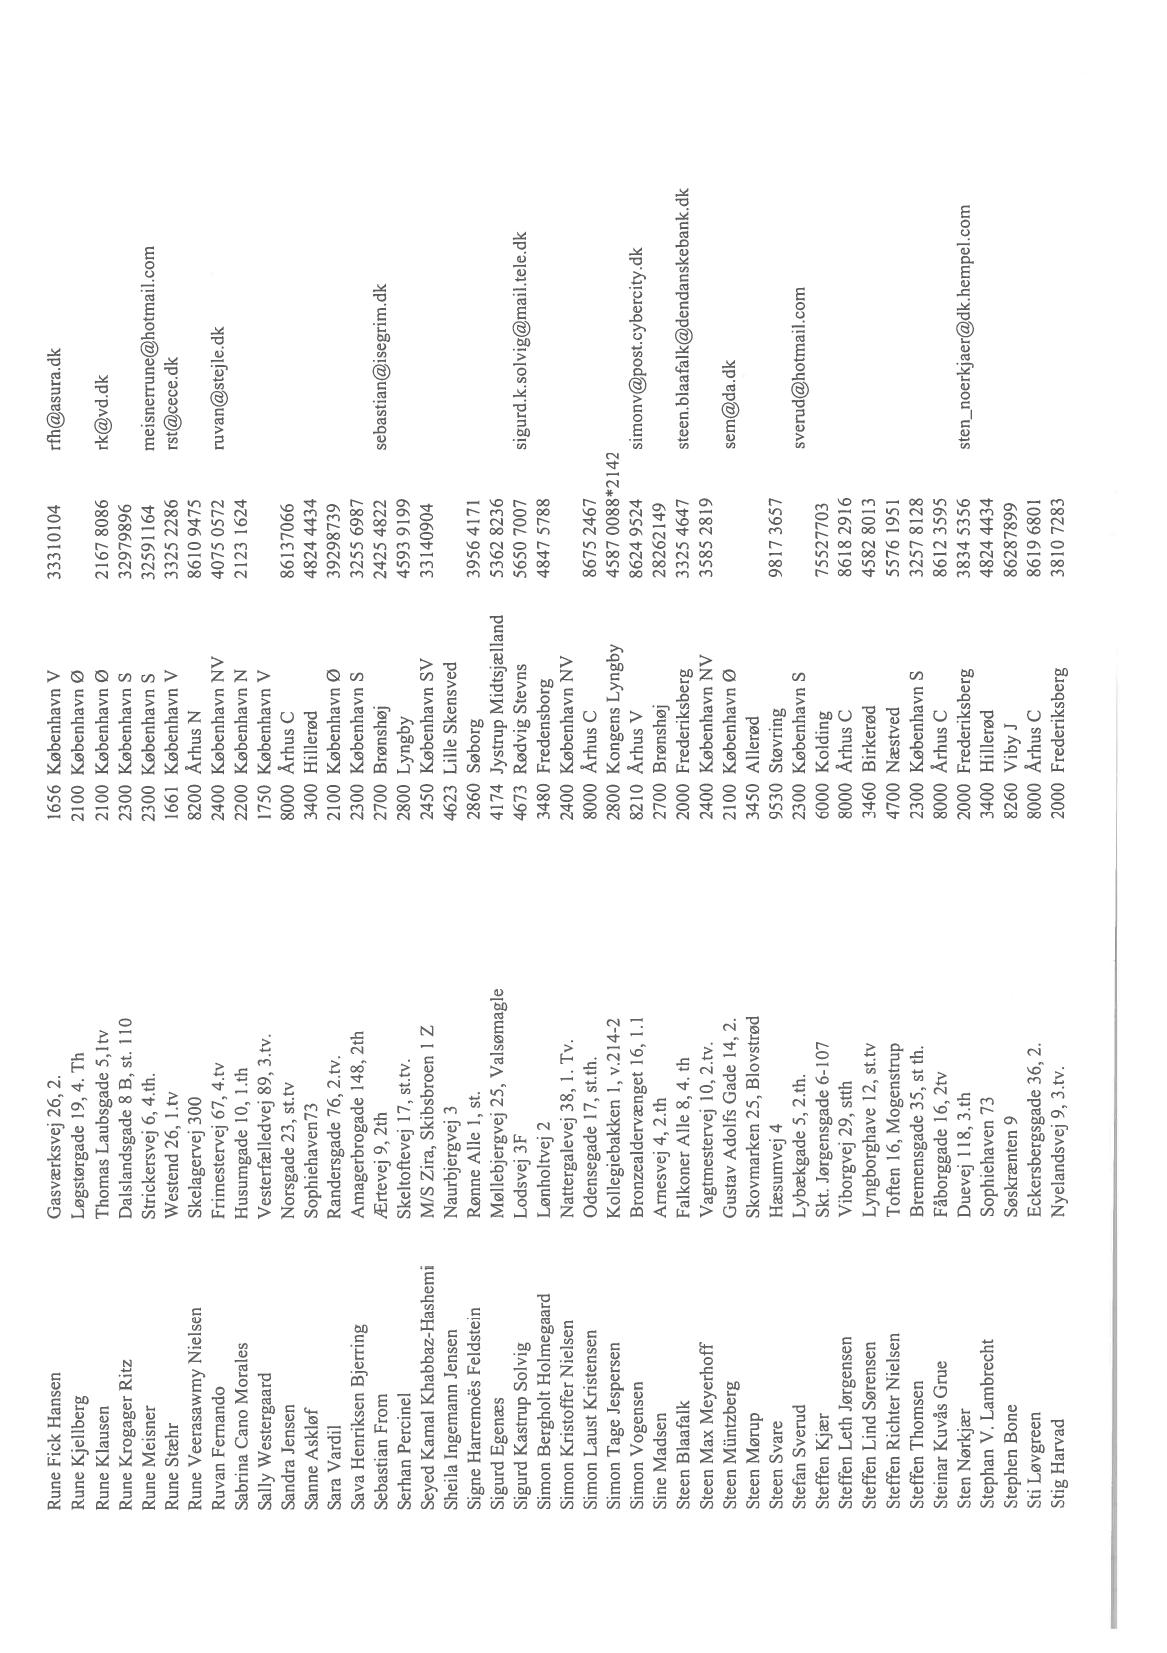 Rune Fick Hansen Gasværksvej 26, 2. 1656 København V 33310104 rfh@asura.dk
Rune Kjellberg Løgstørgade 19, 4. Th 2100 København Ø
Rune Klausen Thomas Laubsgade 5,1tv 2100 København Ø 2167 8086 rk@vd.dk
Rune Krogager Ritz Dalslandsgade 8 B, st. 110 2300 København S 32979896
Rune Meisner Strickersvej 6, 4.th. 2300 København S 32591164 meisnerrune@hotmail.com
Rune Stæhr Westend 26, 1.tv 1661 København V 3325 2286 rst@cece.dk
Rune Veerasawmy Nielsen Skelagervej 300 8200 Århus N 8610 9475
Ruvan Fernando Frimestervej 67, 4.tv 2400 København NV 4075 0572 ruvan@stejle.dk
Sabrina Cano Morales Husumgade 10, 1.th 2200 København N 2123 1624
Sally Westergaard Vesterfælledvej 89, 3.tv. 1750 København V
Sandra Jensen Norsgade 23, st.tv 8000 Århus C 86137066
Sanne Askløf Sophiehaven73 3400 Hillerød 4824 4434
Sara Vardil Randersgade 76, 2.tv. 2100 København Ø 39298739
Sava Henriksen Bjerring Amagerbrogade 148, 2th 2300 København S 3255 6987
Sebastian From Ærtevej 9, 2th 2700 Brønshøj 2425 4822 sebastian@isegrim.dk
Serhan Percinel Skeltoftevej 17, st.tv. 2800 Lyngby 4593 9199
Seyed Kamal Khabbaz-Hashemi M/S Zira, Skibsbroen 1 Z 2450 København SV 33140904
Sheila Ingemann Jensen Naurbjergvej 3 4623 Lille Skensved
Signe Harremoës Feldstein Rønne Alle 1, st. 2860 Søborg 3956 4171
Sigurd Egenæs Møllebjergvej 25, Valsømagle 4174 Jystrup Midtsjælland 5362 8236
Sigurd Kastrup Solvig Lodsvej 3F 4673 Rødvig Stevns 5650 7007 sigurd.k.solvig@mail.tele.dk
Simon Bergholt Holmegaard Lønholtvej 2 3480 Fredensborg 4847 5788
Simon Kristoffer Nielsen Nattergalevej 38, 1. Tv. 2400 København NV
Simon Laust Kristensen Odensegade 17, st.th. 8000 Århus C 8675 2467
Simon Tage Jespersen Kollegiebakken 1, v.214-2 2800 Kongens Lyngby 4587 0088*2142
Simon Vogensen Bronzealdervænget 16, 1.1 8210 Århus V 8624 9524 simonv@post.cybercity.dk
Sine Madsen Arnesvej 4, 2.th 2700 Brønshøj 28262149
Steen Blaafalk Falkoner Alle 8, 4. th 2000 Frederiksberg 3325 4647 steen.blaafalk@dendanskebank.dk
Steen Max Meyerhoff Vagtmestervej 10, 2.tv. 2400 København NV 3585 2819
Steen Müntzberg Gustav Adolfs Gade 14, 2. 2100 København Ø sem@da.dk
Steen Mørup Skovmarken 25, Blovstrød 3450 Allerød
Steen Svare Hæsumvej 4 9530 Støvring 9817 3657
Stefan Sverud Lybækgade 5, 2.th. 2300 København S sverud@hotmail.com
Steffen Kjær Skt. Jørgensgade 6-107 6000 Kolding 75527703
Steffen Leth Jørgensen Viborgvej 29, stth 8000 Århus C 8618 2916
Steffen Lind Sørensen Lyngborghave 12, st.tv 3460 Birkerød 4582 8013
Steffen Richter Nielsen Toften 16, Mogenstrup 4700 Næstved 5576 1951
Steffen Thomsen Bremensgade 35, st th. 2300 København S 3257 8128
Steinar Kuvås Grue Fåborggade 16, 2tv 8000 Århus C 8612 3595
Sten Nørkjær Duevej 118, 3.th 2000 Frederiksberg 3834 5356 sten_noerkjaer@dk.hempel.com
Stephan V. Lambrecht Sophiehaven 73 3400 Hillerød 4824 4434
Stephen Bone Søskrænten 9 8260 Viby J 86287899
Sti Løvgreen Eckersbergsgade 36, 2. 8000 Århus C 8619 6801
Stig Harvad Nyelandsvej 9, 3.tv. 2000 Frederiksberg 3810 7283